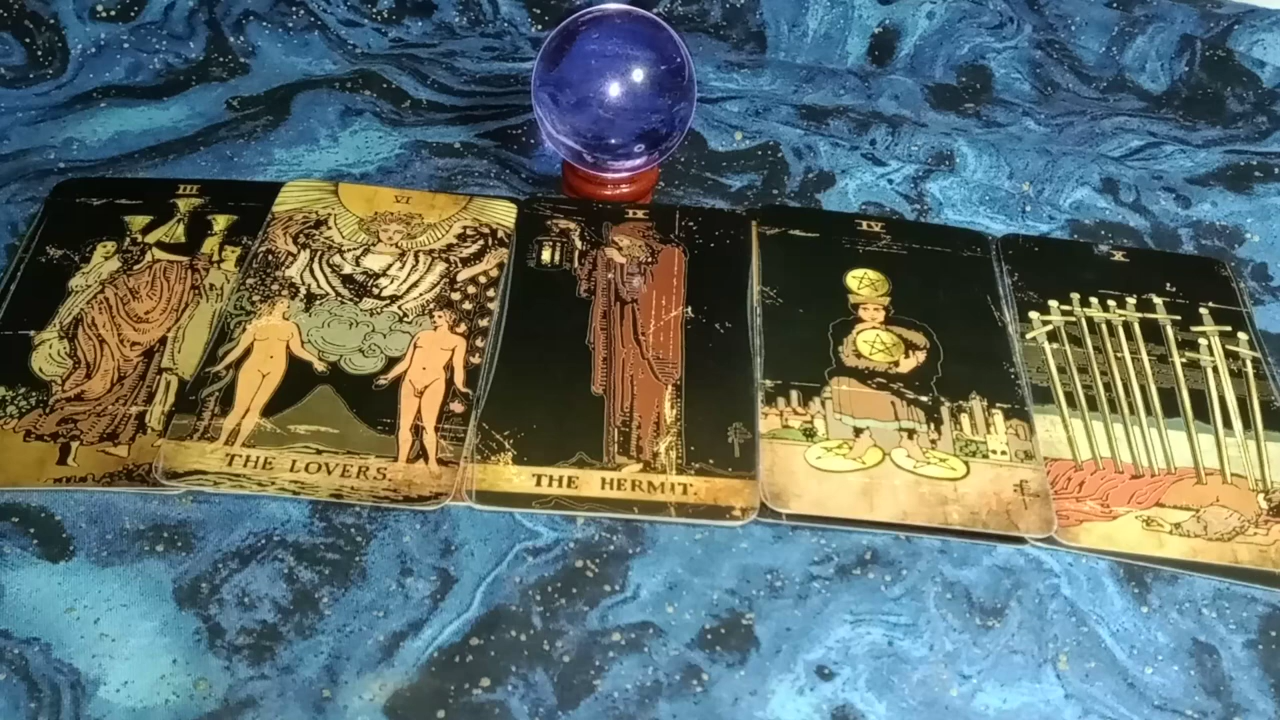 III
VI
THE LOVERS.
IX
THE HERMIT.
IV
X